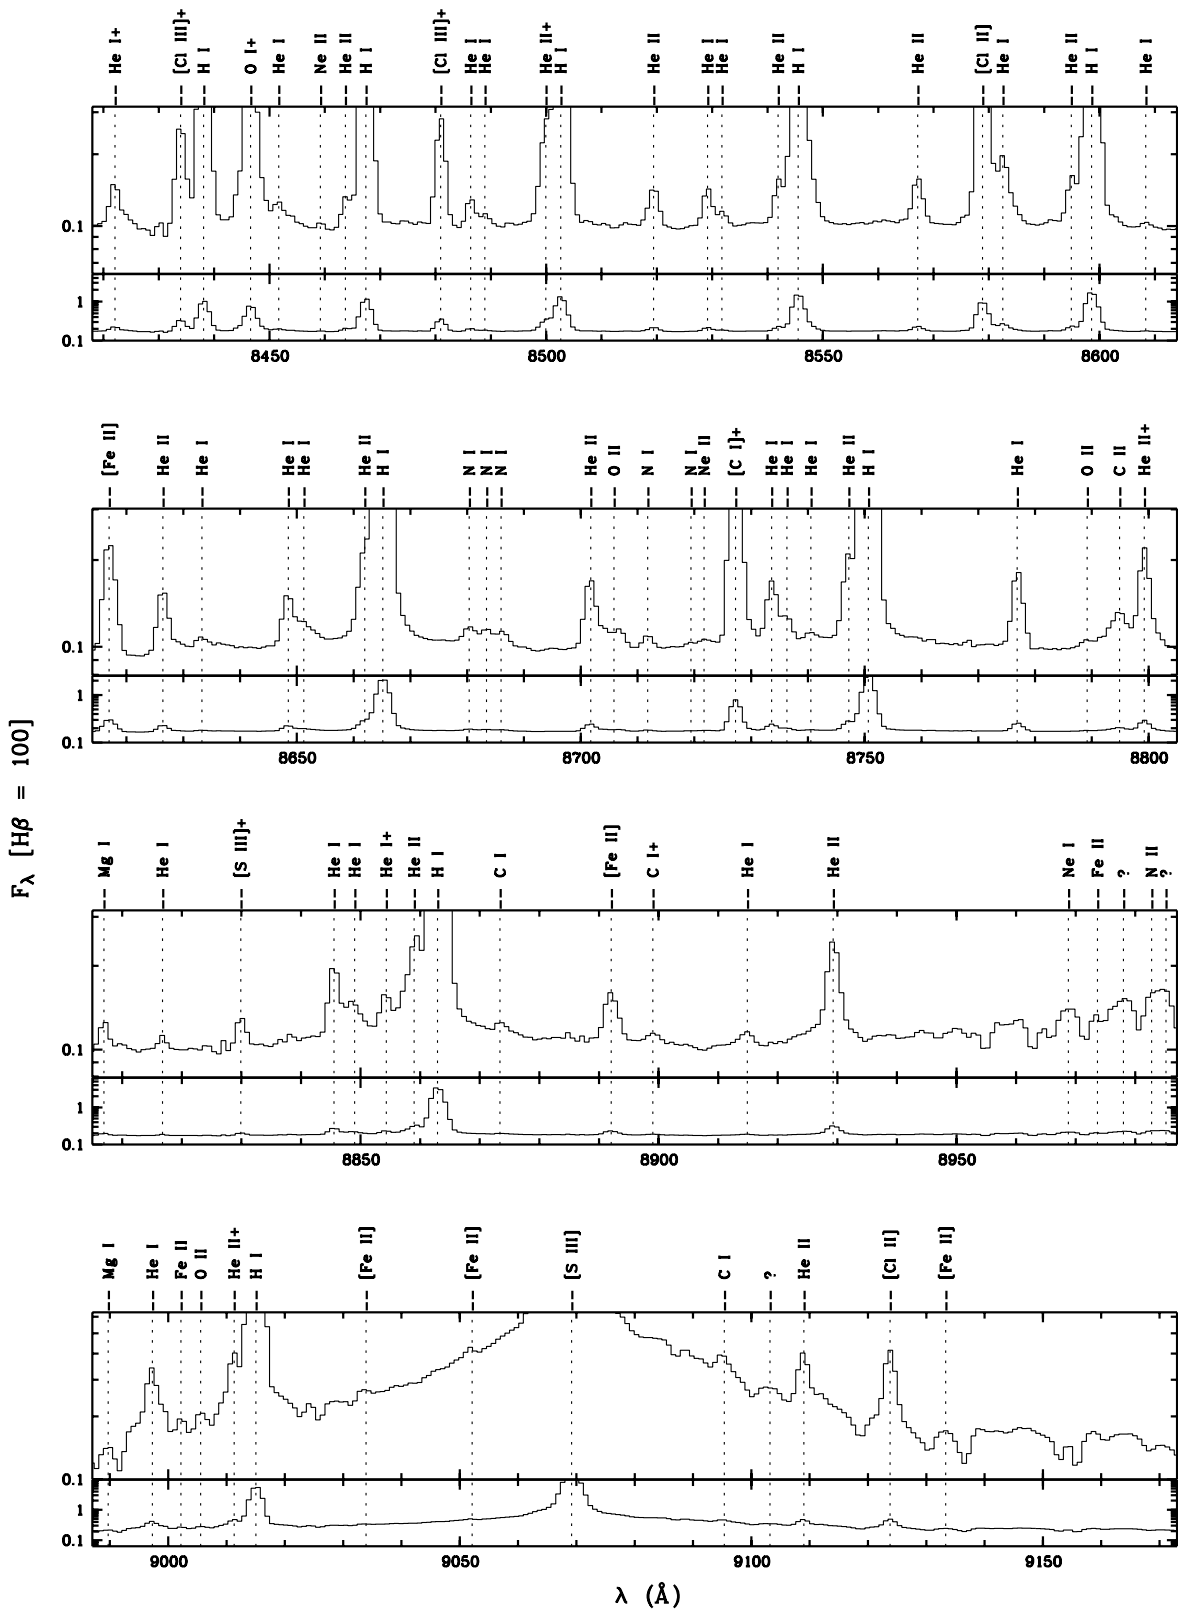 He I+ [Cl III]+ H I O I+ He I Ne II He II H I [Cl III]+ He I He I He II+ H I He II He I He I He II H I He II [Cl II] He I He II H I He I
0.1
1
0.1
8450 8500 8550 8600
[Fe II] He II He I He I He I He II H I N I N I N I He II O II N I N I Ne II [C I]+ He I He I He I He II H I He I O II C II He II+
0.1
1
0.1
8650 8700 8750 8800
Fλ [Hβ = 100]
Mg I He I [S III]+ He I He I He I+ He II H I C I [Fe II] C I+ He I He II Ne I Fe II ? N II ?
0.1
1
0.1
8850 8900 8950
Mg I He I Fe II O II He II+ H I [Fe II] [Fe II] [S III] C I ? He II [Cl II] [Fe II]
0.1
1
0.1
9000 9050 9100 9150
λ (Å)